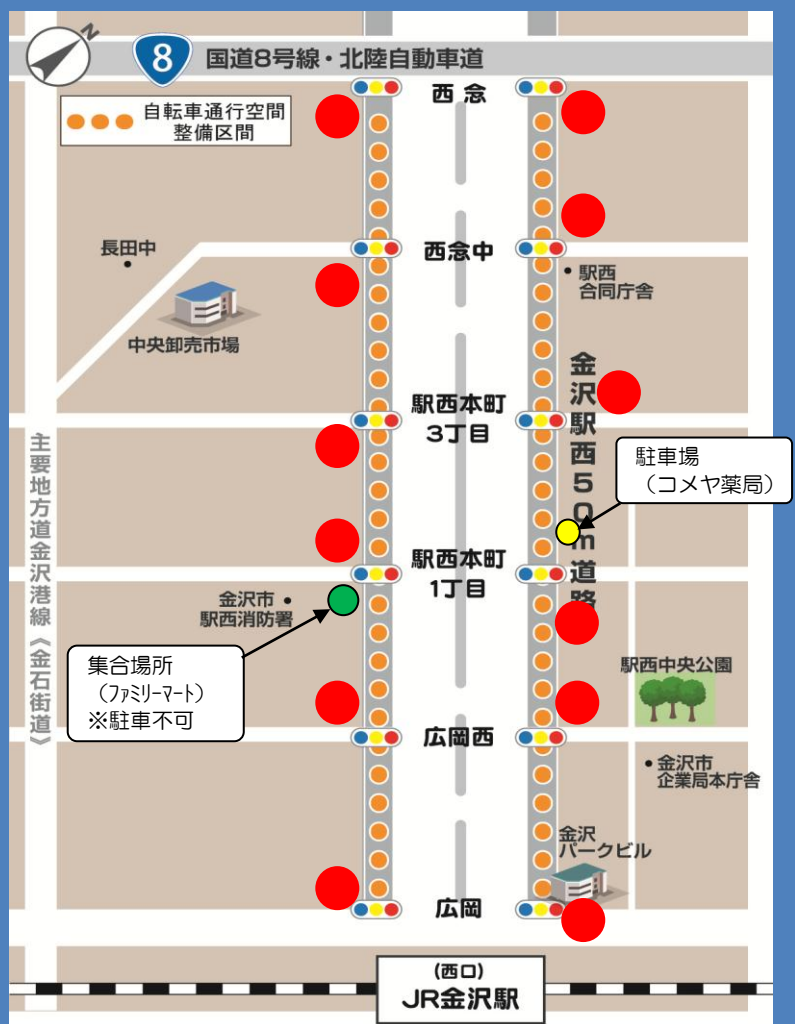 N
8
国道8号線・北陸自動車道
自転車通行空間
整備区間
西念
長田中
西念中
駅西
合同庁舎
中央卸売市場
金沢駅西50m道路
駅西本町
3丁目
主要地方道金沢港線《金石街道》
駐車場
（コメヤ薬局）
駅西本町
1丁目
金沢市
駅西消防署
集合場所
（ﾌｧﾐﾘｰﾏｰﾄ）
※駐車不可
駅西中央公園
広岡西
金沢市
企業局本庁舎
金沢
パークビル
広岡
(西口)
JR金沢駅